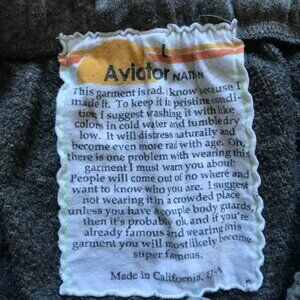 L
Aviator NATION
This garment is rad. I know because I
made it. To keep it in pristine condi-
tion I suggest washing it with like
colors in cold water and tumble dry
low. It will distress naturally and
become even more rad with age. Oh,
there is one problem with wearing this
garment I must warn you about:
People will come out of no where and
want to know who you are. I suggest
not wearing it in a crowded place
unless you have a couple body guards,
then it's probably ok and if you're
already famous and wearing this
garment you will most likely become
super famous.
Made in California, USA